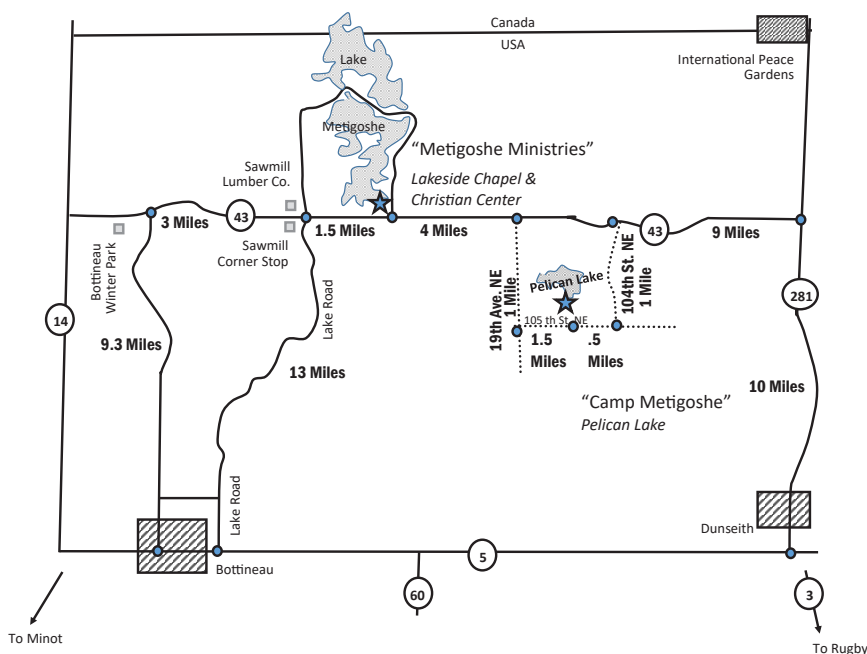 Canada
USA
International Peace
Gardens
Lake
Metigoshe
“Metigoshe Ministries”
Lakeside Chapel &
Christian Center
Sawmill
Lumber Co.
3 Miles
43
Sawmill
Corner Stop
1.5 Miles
4 Miles
43
9 Miles
Bottineau
Winter Park
14
9.3 Miles
Lake Road
13 Miles
19th Ave. NE
1 Mile
Pelican Lake
105 th St. NE
104th St. NE
1 Mile
1.5
Miles
.5
Miles
281
10 Miles
“Camp Metigoshe”
Pelican Lake
Lake Road
Bottineau
Dunseith
5
60
3
To Minot
To Rugby